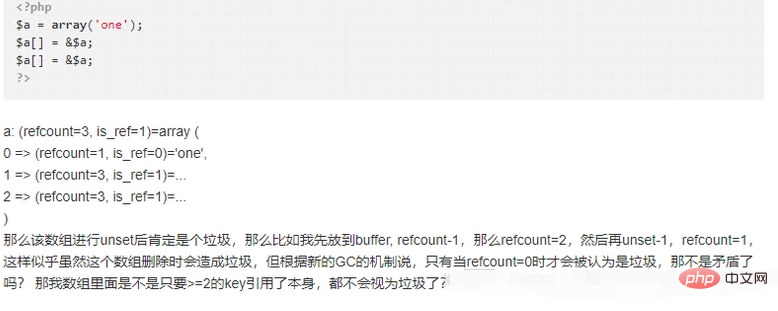 <?php
$a = array('one');
$a[] = &$a;
$a[] = &$a;
?>
a: (refcount=3, is_ref=1)=array (
0 => (refcount=1, is_ref=0)='one',
1 => (refcount=3, is_ref=1)=...
2 => (refcount=3, is_ref=1)=...
)
那么该数组进行unset后肯定是个垃圾，那么比如我先放到buffer, refcount-1，那么refcount=2，然后再unset-1，refcount=1，
这样似乎虽然这个数组删除时会造成垃圾，但根据新的GC的机制说，只有当refcount=0时才会被认为是垃圾，那不是矛盾了
吗？ 那我数组里面是不是只要>=2的key引用了本身，都不会视为垃圾了？
php 中文网